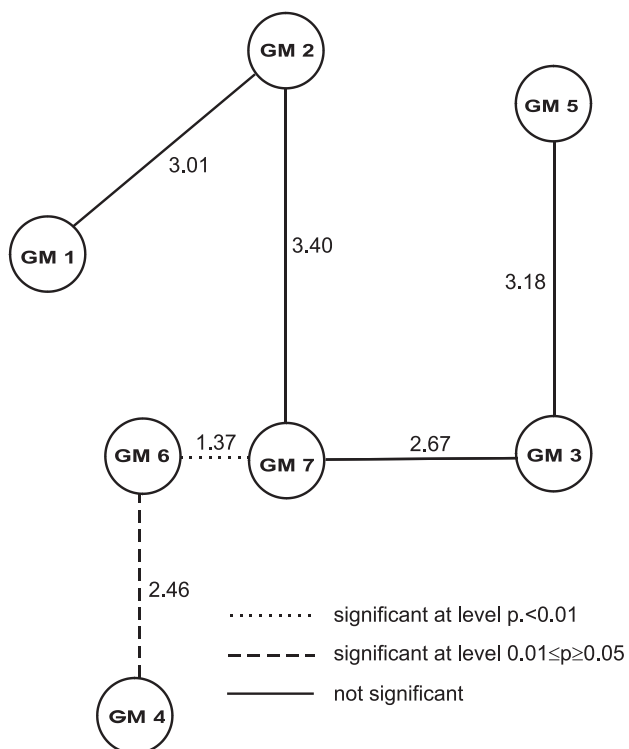 GM 2
GM 5
3.01
GM 1
3.40
3.18
GM 6
1.37
GM 7
2.67
GM 3
2.46
significant at level p.<0.01
significant at level 0.01≤p≥0.05
GM 4
not significant